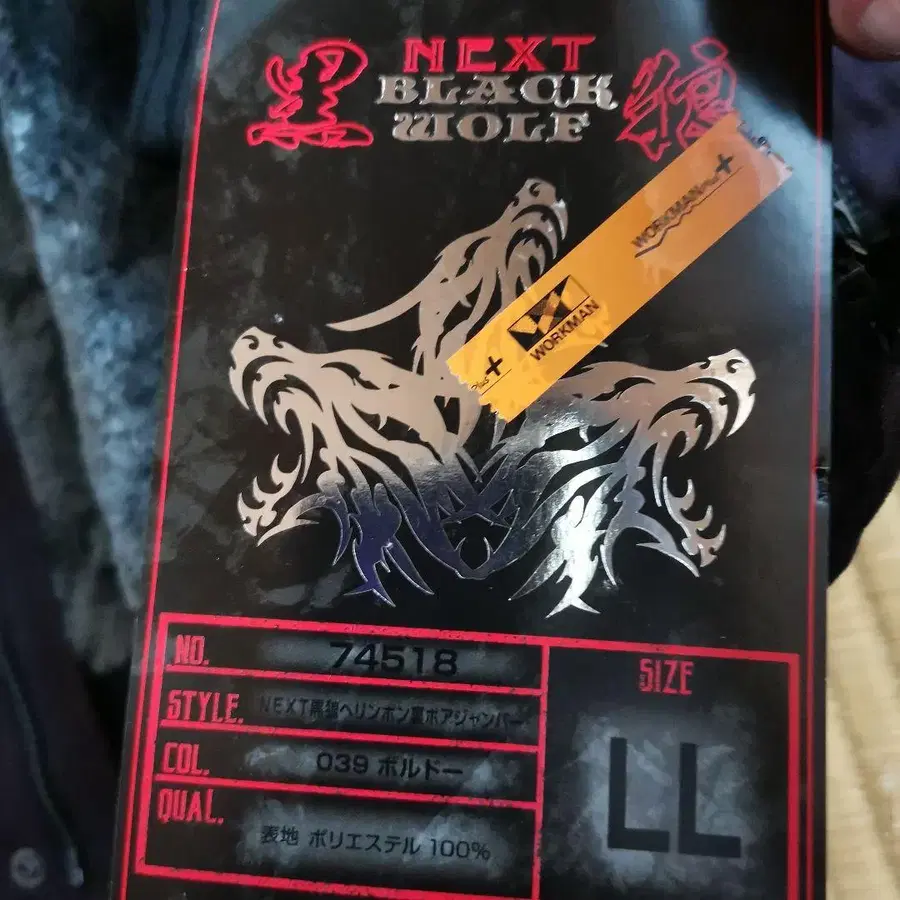 黒 NEXT 狼
BLACK
WOLF
WORKMAN Plus+
WORKMAN
Plus+
NO. 74518
STYLE. NEXT黒狼ヘリンボン裏ボアジャンパー
COL. 039 ボルドー
QUAL.
表地 ポリエステル 100%
SIZE
LL